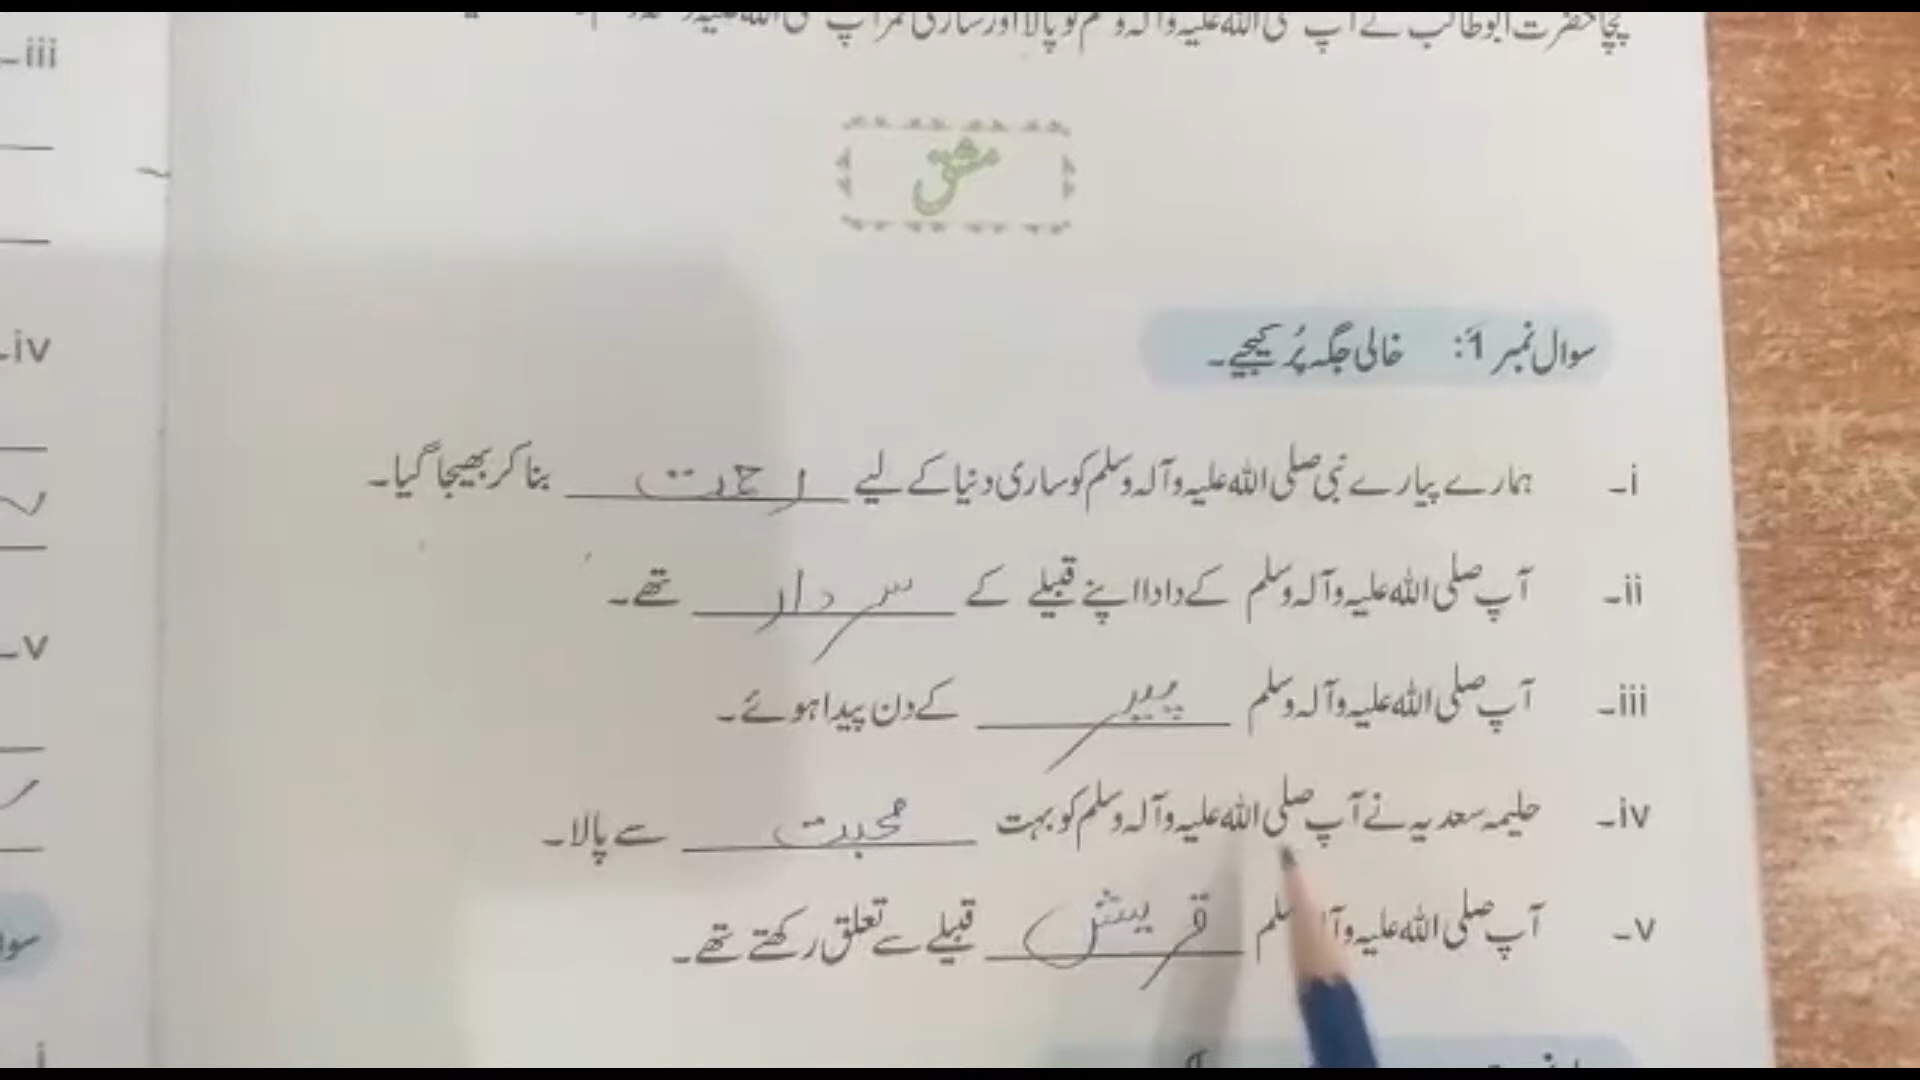 چچا حضرت ابوطالب نے آپ صلی اللہ علیہ وآلہ وسلم کو پالا اور ساری عمر آپ صلی اللہ علیہ
مشق
سوال نمبر 1: خالی جگہ پُر کیجیے۔
i۔ ہمارے پیارے نبی صلی اللہ علیہ وآلہ وسلم کو ساری دنیا کے لیے رحمت بنا کر بھیجا گیا۔
ii۔ آپ صلی اللہ علیہ وآلہ وسلم کے دادا اپنے قبیلے کے سردار تھے۔
iii۔ آپ صلی اللہ علیہ وآلہ وسلم پیر کے دن پیدا ہوئے۔
iv۔ حلیمہ سعدیہ نے آپ صلی اللہ علیہ وآلہ وسلم کو بہت محبت سے پالا۔
v۔ آپ صلی اللہ علیہ وآلہ وسلم قریش قبیلے سے تعلق رکھتے تھے۔
iii۔
iv۔
v۔
i